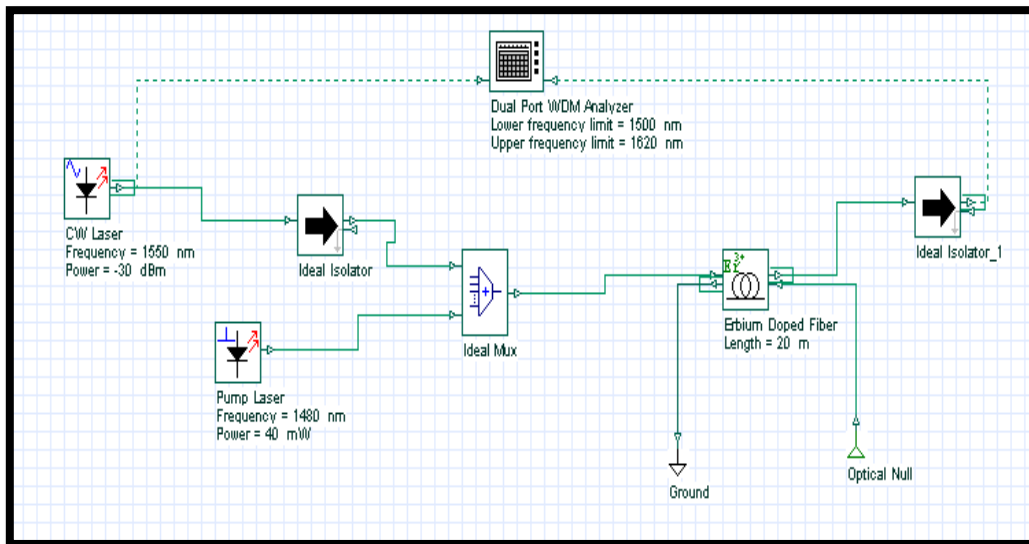 Dual Port WDM Analyzer
Lower frequency limit = 1500 nm
Upper frequency limit = 1620 nm
CW Laser
Frequency = 1550 nm
Power = -30 dBm
Ideal Isolator
Ideal Isolator_1
Er 3+
Erbium Doped Fiber
Length = 20 m
Ideal Mux
Pump Laser
Frequency = 1480 nm
Power = 40 mW
Ground
Optical Null